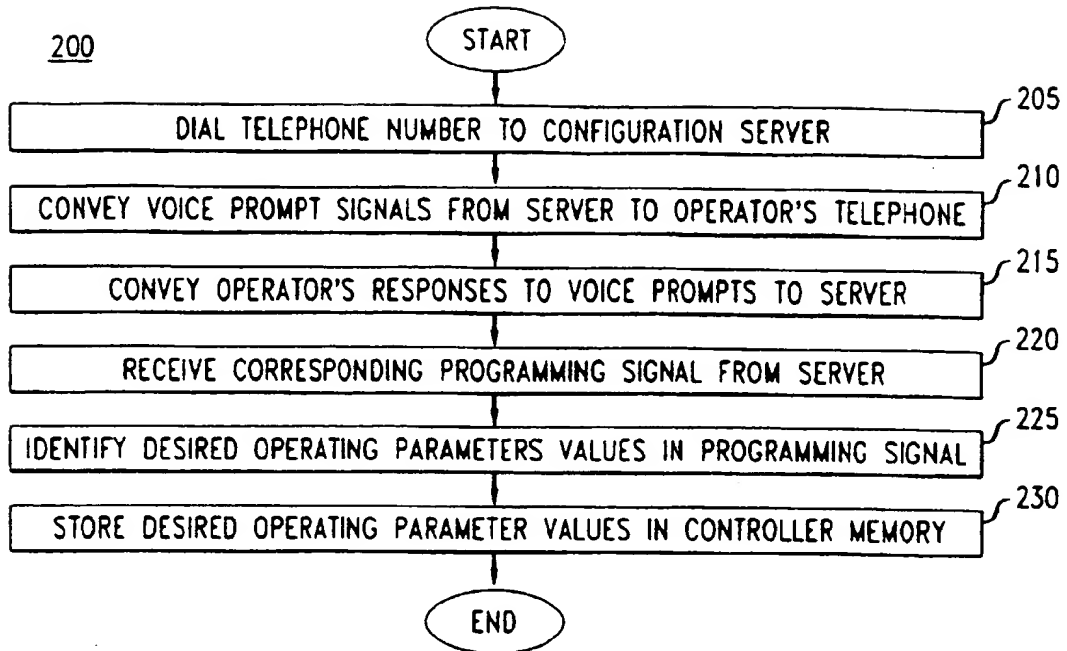 200
START
205
DIAL TELEPHONE NUMBER TO CONFIGURATION SERVER
210
CONVEY VOICE PROMPT SIGNALS FROM SERVER TO OPERATOR'S TELEPHONE
215
CONVEY OPERATOR'S RESPONSES TO VOICE PROMPTS TO SERVER
220
RECEIVE CORRESPONDING PROGRAMMING SIGNAL FROM SERVER
225
IDENTIFY DESIRED OPERATING PARAMETERS VALUES IN PROGRAMMING SIGNAL
230
STORE DESIRED OPERATING PARAMETER VALUES IN CONTROLLER MEMORY
END